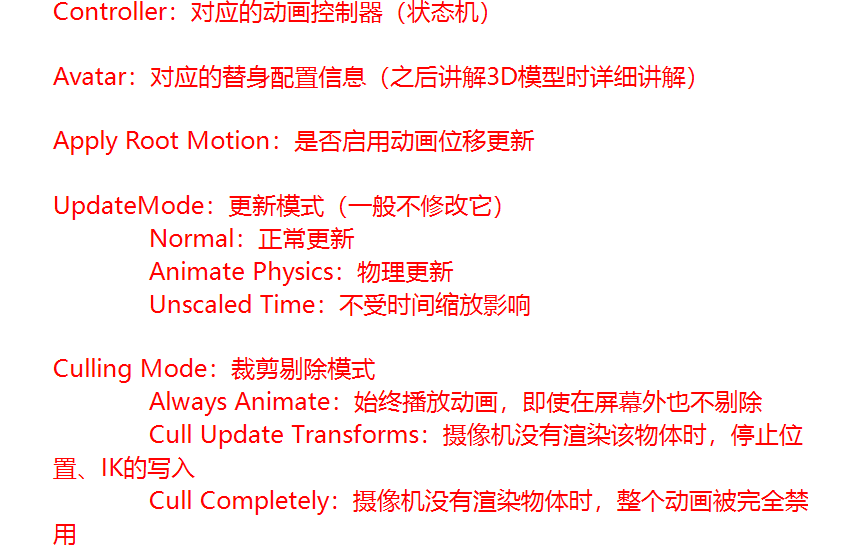 Controller：对应的动画控制器（状态机）
Avatar：对应的替身配置信息（之后讲解3D模型时详细讲解）
Apply Root Motion：是否启用动画位移更新
UpdateMode：更新模式（一般不修改它）
Normal：正常更新
Animate Physics：物理更新
Unscaled Time：不受时间缩放影响
Culling Mode：裁剪剔除模式
Always Animate：始终播放动画，即使在屏幕外也不剔除
Cull Update Transforms：摄像机没有渲染该物体时，停止位
置、IK的写入
Cull Completely：摄像机没有渲染物体时，整个动画被完全禁
用